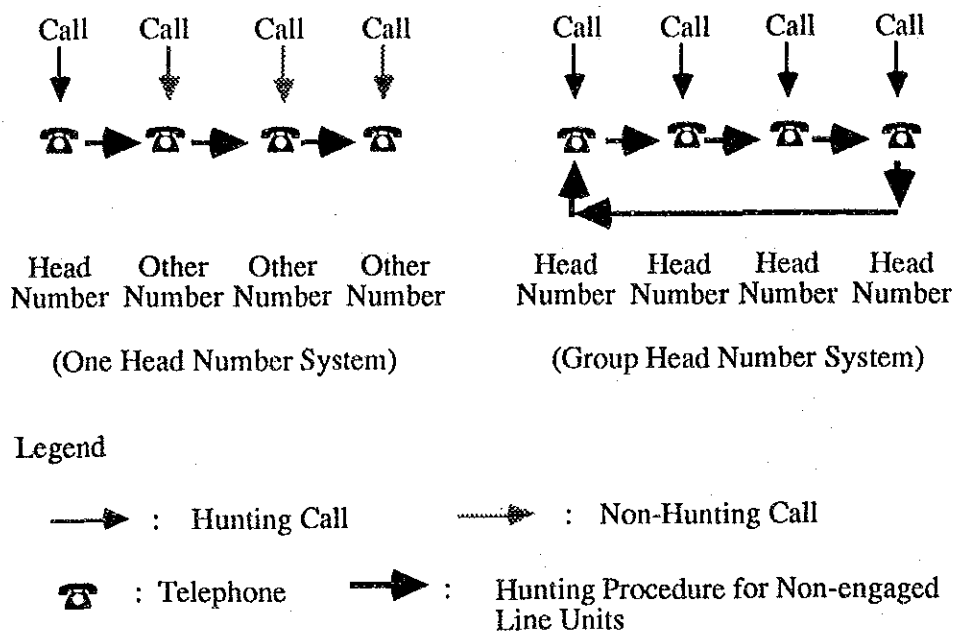 Call Call Call Call Call Call Call Call
Head Other Other Other Head Head Head Head
Number Number Number Number Number Number Number Number
(One Head Number System) (Group Head Number System)
Legend
: Hunting Call : Non-Hunting Call
: Telephone : Hunting Procedure for Non-engaged
Line Units